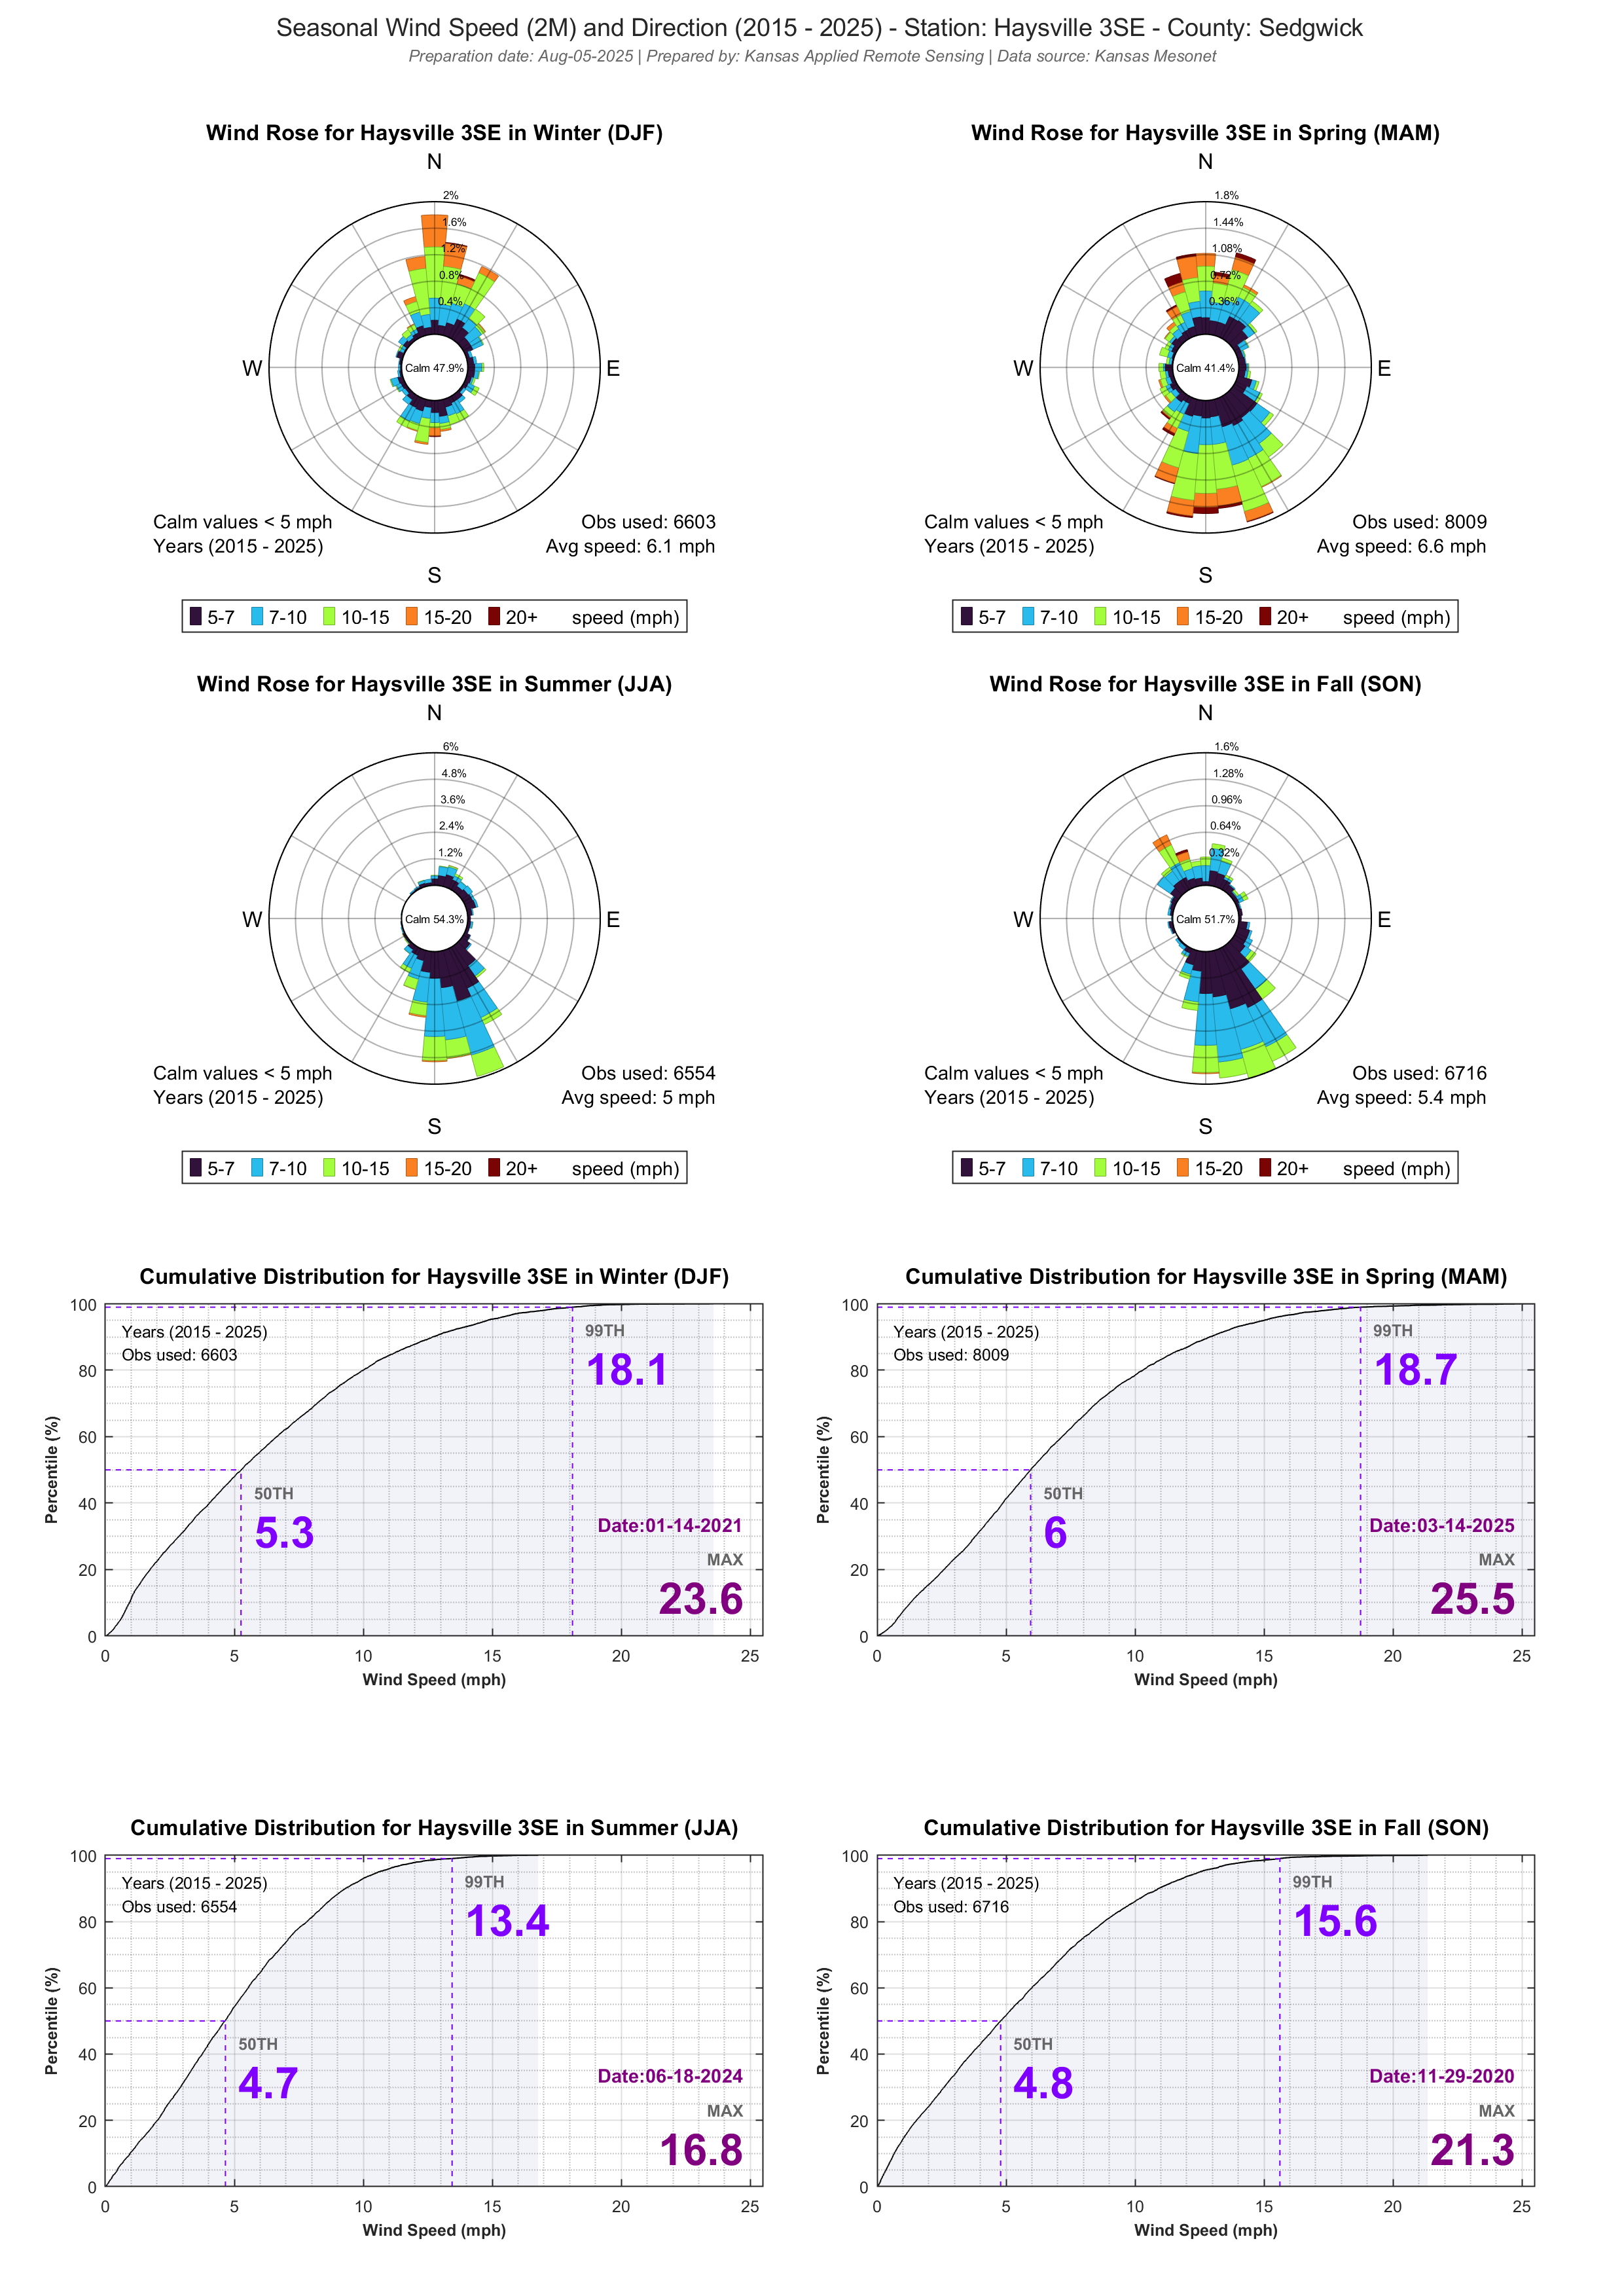 Seasonal Wind Speed (2M) and Direction (2015 - 2025) - Station: Haysville 3SE - County: Sedgwick
Preparation date: Aug-05-2025 | Prepared by: Kansas Applied Remote Sensing | Data source: Kansas Mesonet
Wind Rose for Haysville 3SE in Winter (DJF)
N
2%
1.6%
1.2%
0.8%
0.4%
W
Calm 47.9%
E
Calm values < 5 mph
Years (2015 - 2025)
Obs used: 6603
Avg speed: 6.1 mph
S
5-7 7-10 10-15 15-20 20+ speed (mph)
Wind Rose for Haysville 3SE in Spring (MAM)
N
1.8%
1.44%
1.08%
0.72%
0.36%
W
Calm 41.4%
E
Calm values < 5 mph
Years (2015 - 2025)
Obs used: 8009
Avg speed: 6.6 mph
S
5-7 7-10 10-15 15-20 20+ speed (mph)
Wind Rose for Haysville 3SE in Summer (JJA)
N
6%
4.8%
3.6%
2.4%
1.2%
W
Calm 54.3%
E
Calm values < 5 mph
Years (2015 - 2025)
Obs used: 6554
Avg speed: 5 mph
S
5-7 7-10 10-15 15-20 20+ speed (mph)
Wind Rose for Haysville 3SE in Fall (SON)
N
1.6%
1.28%
0.96%
0.64%
0.32%
W
Calm 51.7%
E
Calm values < 5 mph
Years (2015 - 2025)
Obs used: 6716
Avg speed: 5.4 mph
S
5-7 7-10 10-15 15-20 20+ speed (mph)
Cumulative Distribution for Haysville 3SE in Winter (DJF)
100
80
60
40
20
0
Percentile (%)
Years (2015 - 2025)
Obs used: 6603
99TH
18.1
50TH
5.3
Date:01-14-2021
MAX
23.6
0 5 10 15 20 25
Wind Speed (mph)
Cumulative Distribution for Haysville 3SE in Spring (MAM)
100
80
60
40
20
0
Percentile (%)
Years (2015 - 2025)
Obs used: 8009
99TH
18.7
50TH
6
Date:03-14-2025
MAX
25.5
0 5 10 15 20 25
Wind Speed (mph)
Cumulative Distribution for Haysville 3SE in Summer (JJA)
100
80
60
40
20
0
Percentile (%)
Years (2015 - 2025)
Obs used: 6554
99TH
13.4
50TH
4.7
Date:06-18-2024
MAX
16.8
0 5 10 15 20 25
Wind Speed (mph)
Cumulative Distribution for Haysville 3SE in Fall (SON)
100
80
60
40
20
0
Percentile (%)
Years (2015 - 2025)
Obs used: 6716
99TH
15.6
50TH
4.8
Date:11-29-2020
MAX
21.3
0 5 10 15 20 25
Wind Speed (mph)